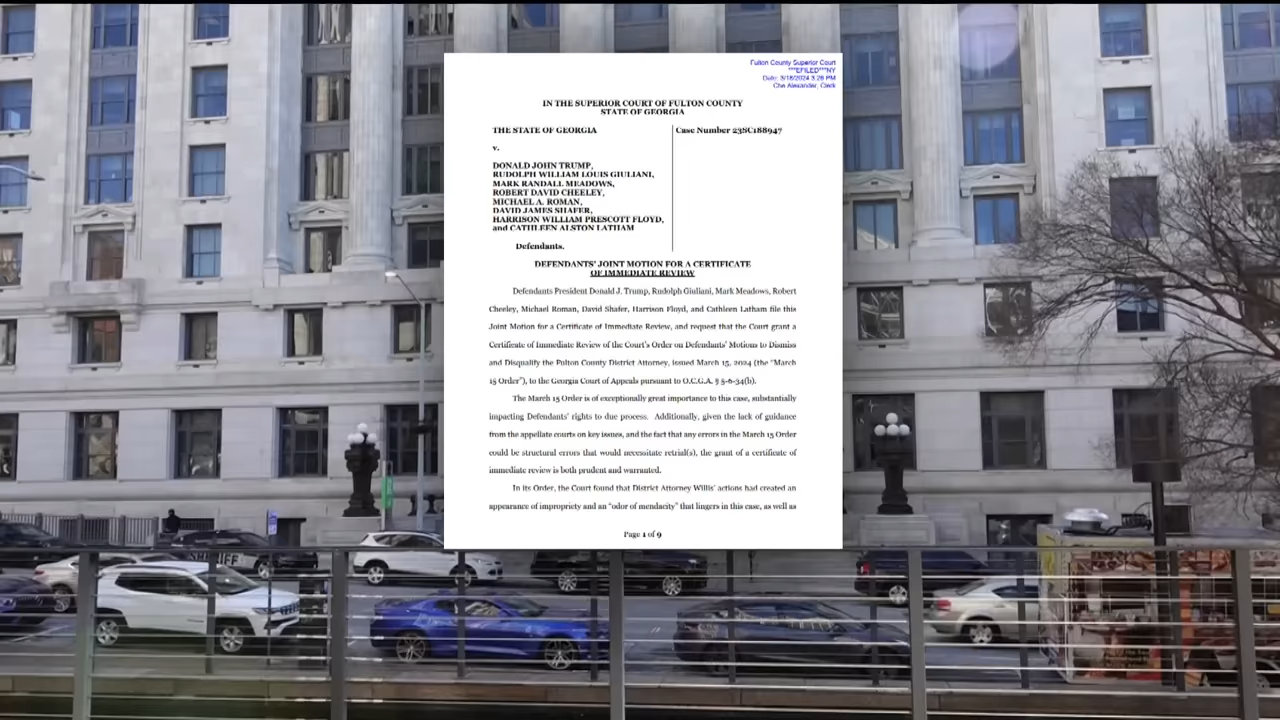 Fulton County Superior Court
***EFILED***NY
Date: 3/18/2024 3:28 PM
Che Alexander, Clerk
IN THE SUPERIOR COURT OF FULTON COUNTY
STATE OF GEORGIA
THE STATE OF GEORGIA
Case Number 23SC188947
v.
DONALD JOHN TRUMP,
RUDOLPH WILLIAM LOUIS GIULIANI,
MARK RANDALL MEADOWS,
ROBERT DAVID CHEELEY,
MICHAEL A. ROMAN,
DAVID JAMES SHAFER,
HARRISON WILLIAM PRESCOTT FLOYD,
and CATHLEEN ALSTON LATHAM
Defendants.
DEFENDANTS' JOINT MOTION FOR A CERTIFICATE
OF IMMEDIATE REVIEW
Defendants President Donald J. Trump, Rudolph Giuliani, Mark Meadows, Robert
Cheeley, Michael Roman, David Shafer, Harrison Floyd, and Cathleen Latham file this
Joint Motion for a Certificate of Immediate Review, and request that the Court grant a
Certificate of Immediate Review of the Court's Order on Defendants' Motions to Dismiss
and Disqualify the Fulton County District Attorney, issued March 15, 2024 (the "March
15 Order"), to the Georgia Court of Appeals pursuant to O.C.G.A. § 5-6-34(b).
The March 15 Order is of exceptionally great importance to this case, substantially
impacting Defendants' rights to due process. Additionally, given the lack of guidance
from the appellate courts on key issues, and the fact that any errors in the March 15 Order
could be structural errors that would necessitate retrial(s), the grant of a certificate of
immediate review is both prudent and warranted.
In its Order, the Court found that District Attorney Willis' actions had created an
appearance of impropriety and an "odor of mendacity" that lingers in this case, as well as
Page 1 of 9
SHERIFF